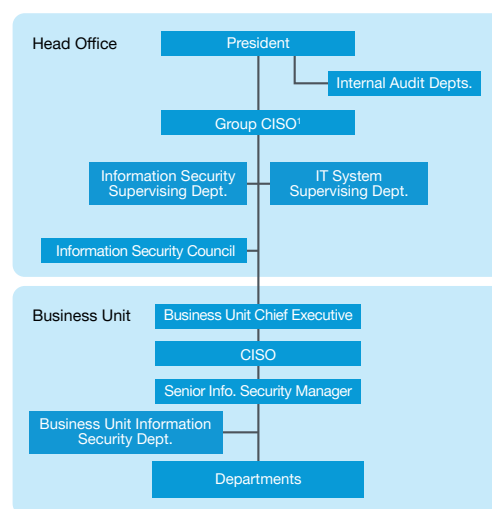 Head Office
President
Internal Audit Depts.
Group CISO¹
Information Security
Supervising Dept.
IT System
Supervising Dept.
Information Security Council
Business Unit
Business Unit Chief Executive
CISO
Senior Info. Security Manager
Business Unit Information
Security Dept.
Departments